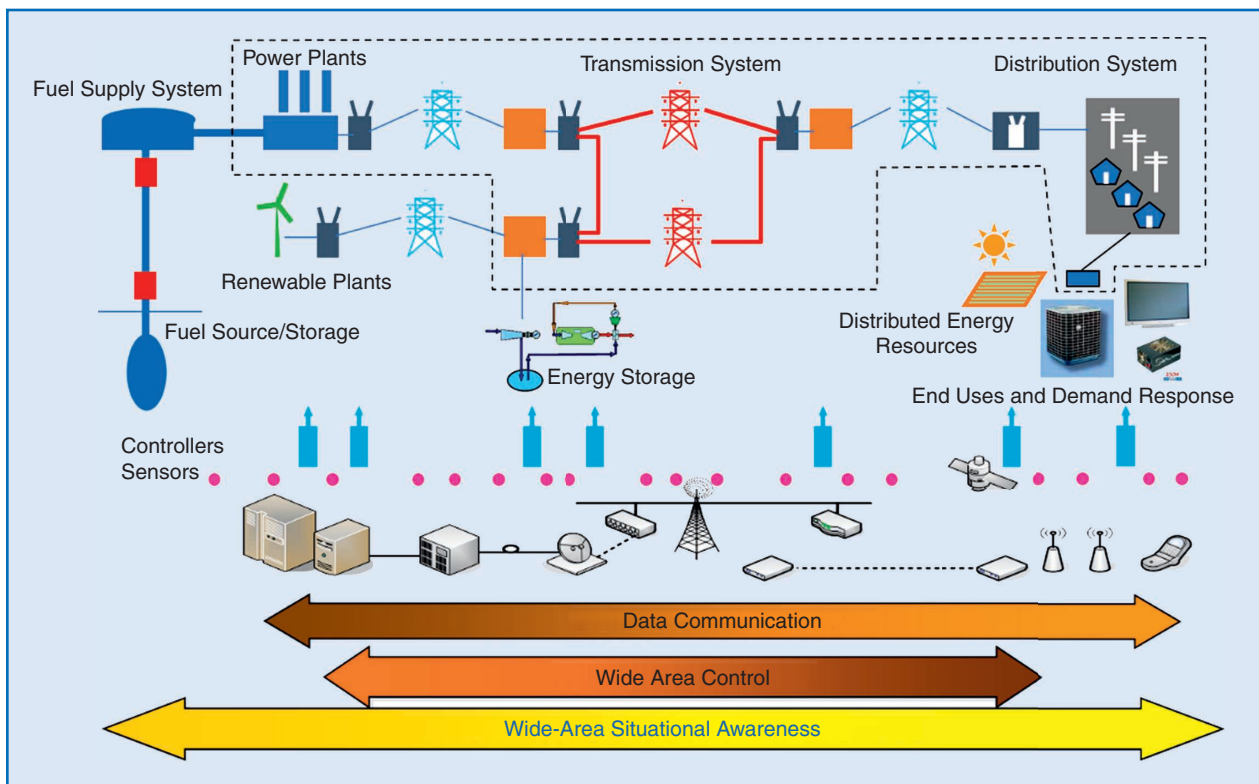 Power Plants
Transmission System
Distribution System
Fuel Supply System
Renewable Plants
Fuel Source/Storage
Distributed Energy
Resources
Energy Storage
End Uses and Demand Response
Controllers
Sensors
Data Communication
Wide Area Control
Wide-Area Situational Awareness